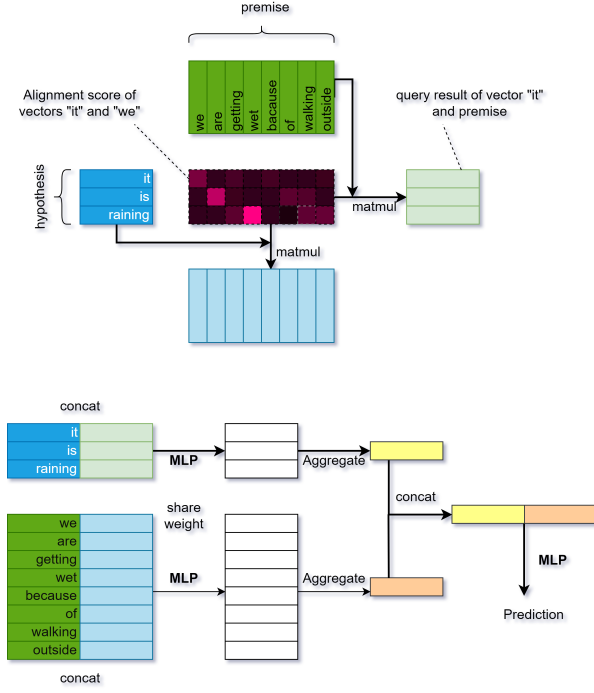 premise
Alignment score of
vectors "it" and "we"
we
are
getting
wet
bacause
of
walking
outside
query result of vector "it"
and premise
hypothesis
it
is
raining
matmul
matmul
concat
it
is
raining
MLP
Aggregate
concat
we
are
getting
wet
because
of
walking
outside
share
weight
MLP
Aggregate
MLP
Prediction
concat